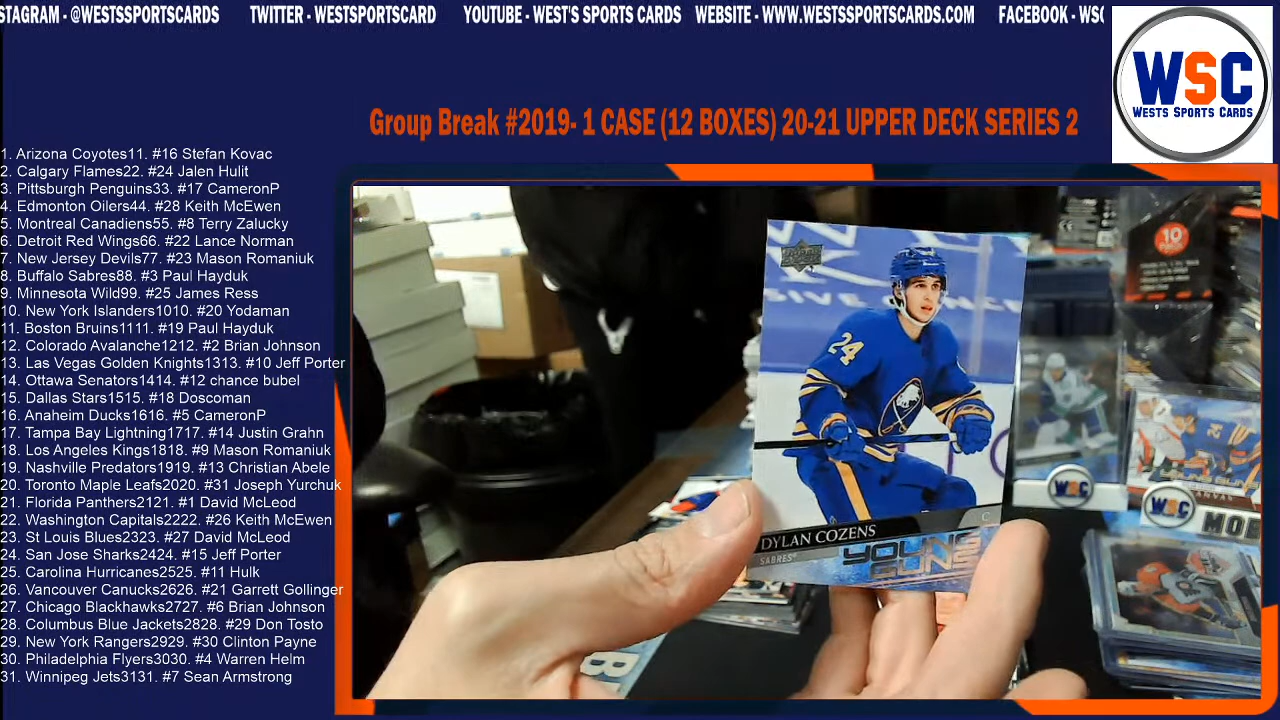 STAGRAM - @WESTSPORTCARDS TWITTER - WESTSPORTSCARD YOUTUBE - WEST'S SPORTS CARDS WEBSITE - WWW.WESTSSPORTSCARDS.COM FACEBOOK - WSC
WSC
WESTS SPORTS CARDS
Group Break #2019- 1 CASE (12 BOXES) 20-21 UPPER DECK SERIES 2
1. Arizona Coyotes11. #16 Stefan Kovac
2. Calgary Flames22. #24 Jalen Hulit
3. Pittsburgh Penguins33. #17 CameronP
4. Edmonton Oilers44. #28 Keith McEwen
5. Montreal Canadiens55. #8 Terry Zalucky
6. Detroit Red Wings66. #22 Lance Norman
7. New Jersey Devils77. #23 Mason Romaniuk
8. Buffalo Sabres88. #3 Paul Hayduk
9. Minnesota Wild99. #25 James Ress
10. New York Islanders1010. #20 Yodaman
11. Boston Bruins1111. #19 Paul Hayduk
12. Colorado Avalanche1212. #2 Brian Johnson
13. Las Vegas Golden Knights1313. #10 Jeff Porter
14. Ottawa Senators1414. #12 chance bubel
15. Dallas Stars1515. #18 Doscoman
16. Anaheim Ducks1616. #5 CameronP
17. Tampa Bay Lightning1717. #14 Justin Grahn
18. Los Angeles Kings1818. #9 Mason Romaniuk
19. Nashville Predators1919. #13 Christian Abele
20. Toronto Maple Leafs2020. #31 Joseph Yurchuk
21. Florida Panthers2121. #1 David McLeod
22. Washington Capitals2222. #26 Keith McEwen
23. St Louis Blues2323. #27 David McLeod
24. San Jose Sharks2424. #15 Jeff Porter
25. Carolina Hurricanes2525. #11 Hulk
26. Vancouver Canucks2626. #21 Garrett Gollinger
27. Chicago Blackhawks2727. #6 Brian Johnson
28. Columbus Blue Jackets2828. #29 Don Tosto
29. New York Rangers2929. #30 Clinton Payne
30. Philadelphia Flyers3030. #4 Warren Helm
31. Winnipeg Jets3131. #7 Sean Armstrong
24
DYLAN COZENS
C
SABRES
YOUNG
GUNS
10
24
WSC
WSC
CANVAS